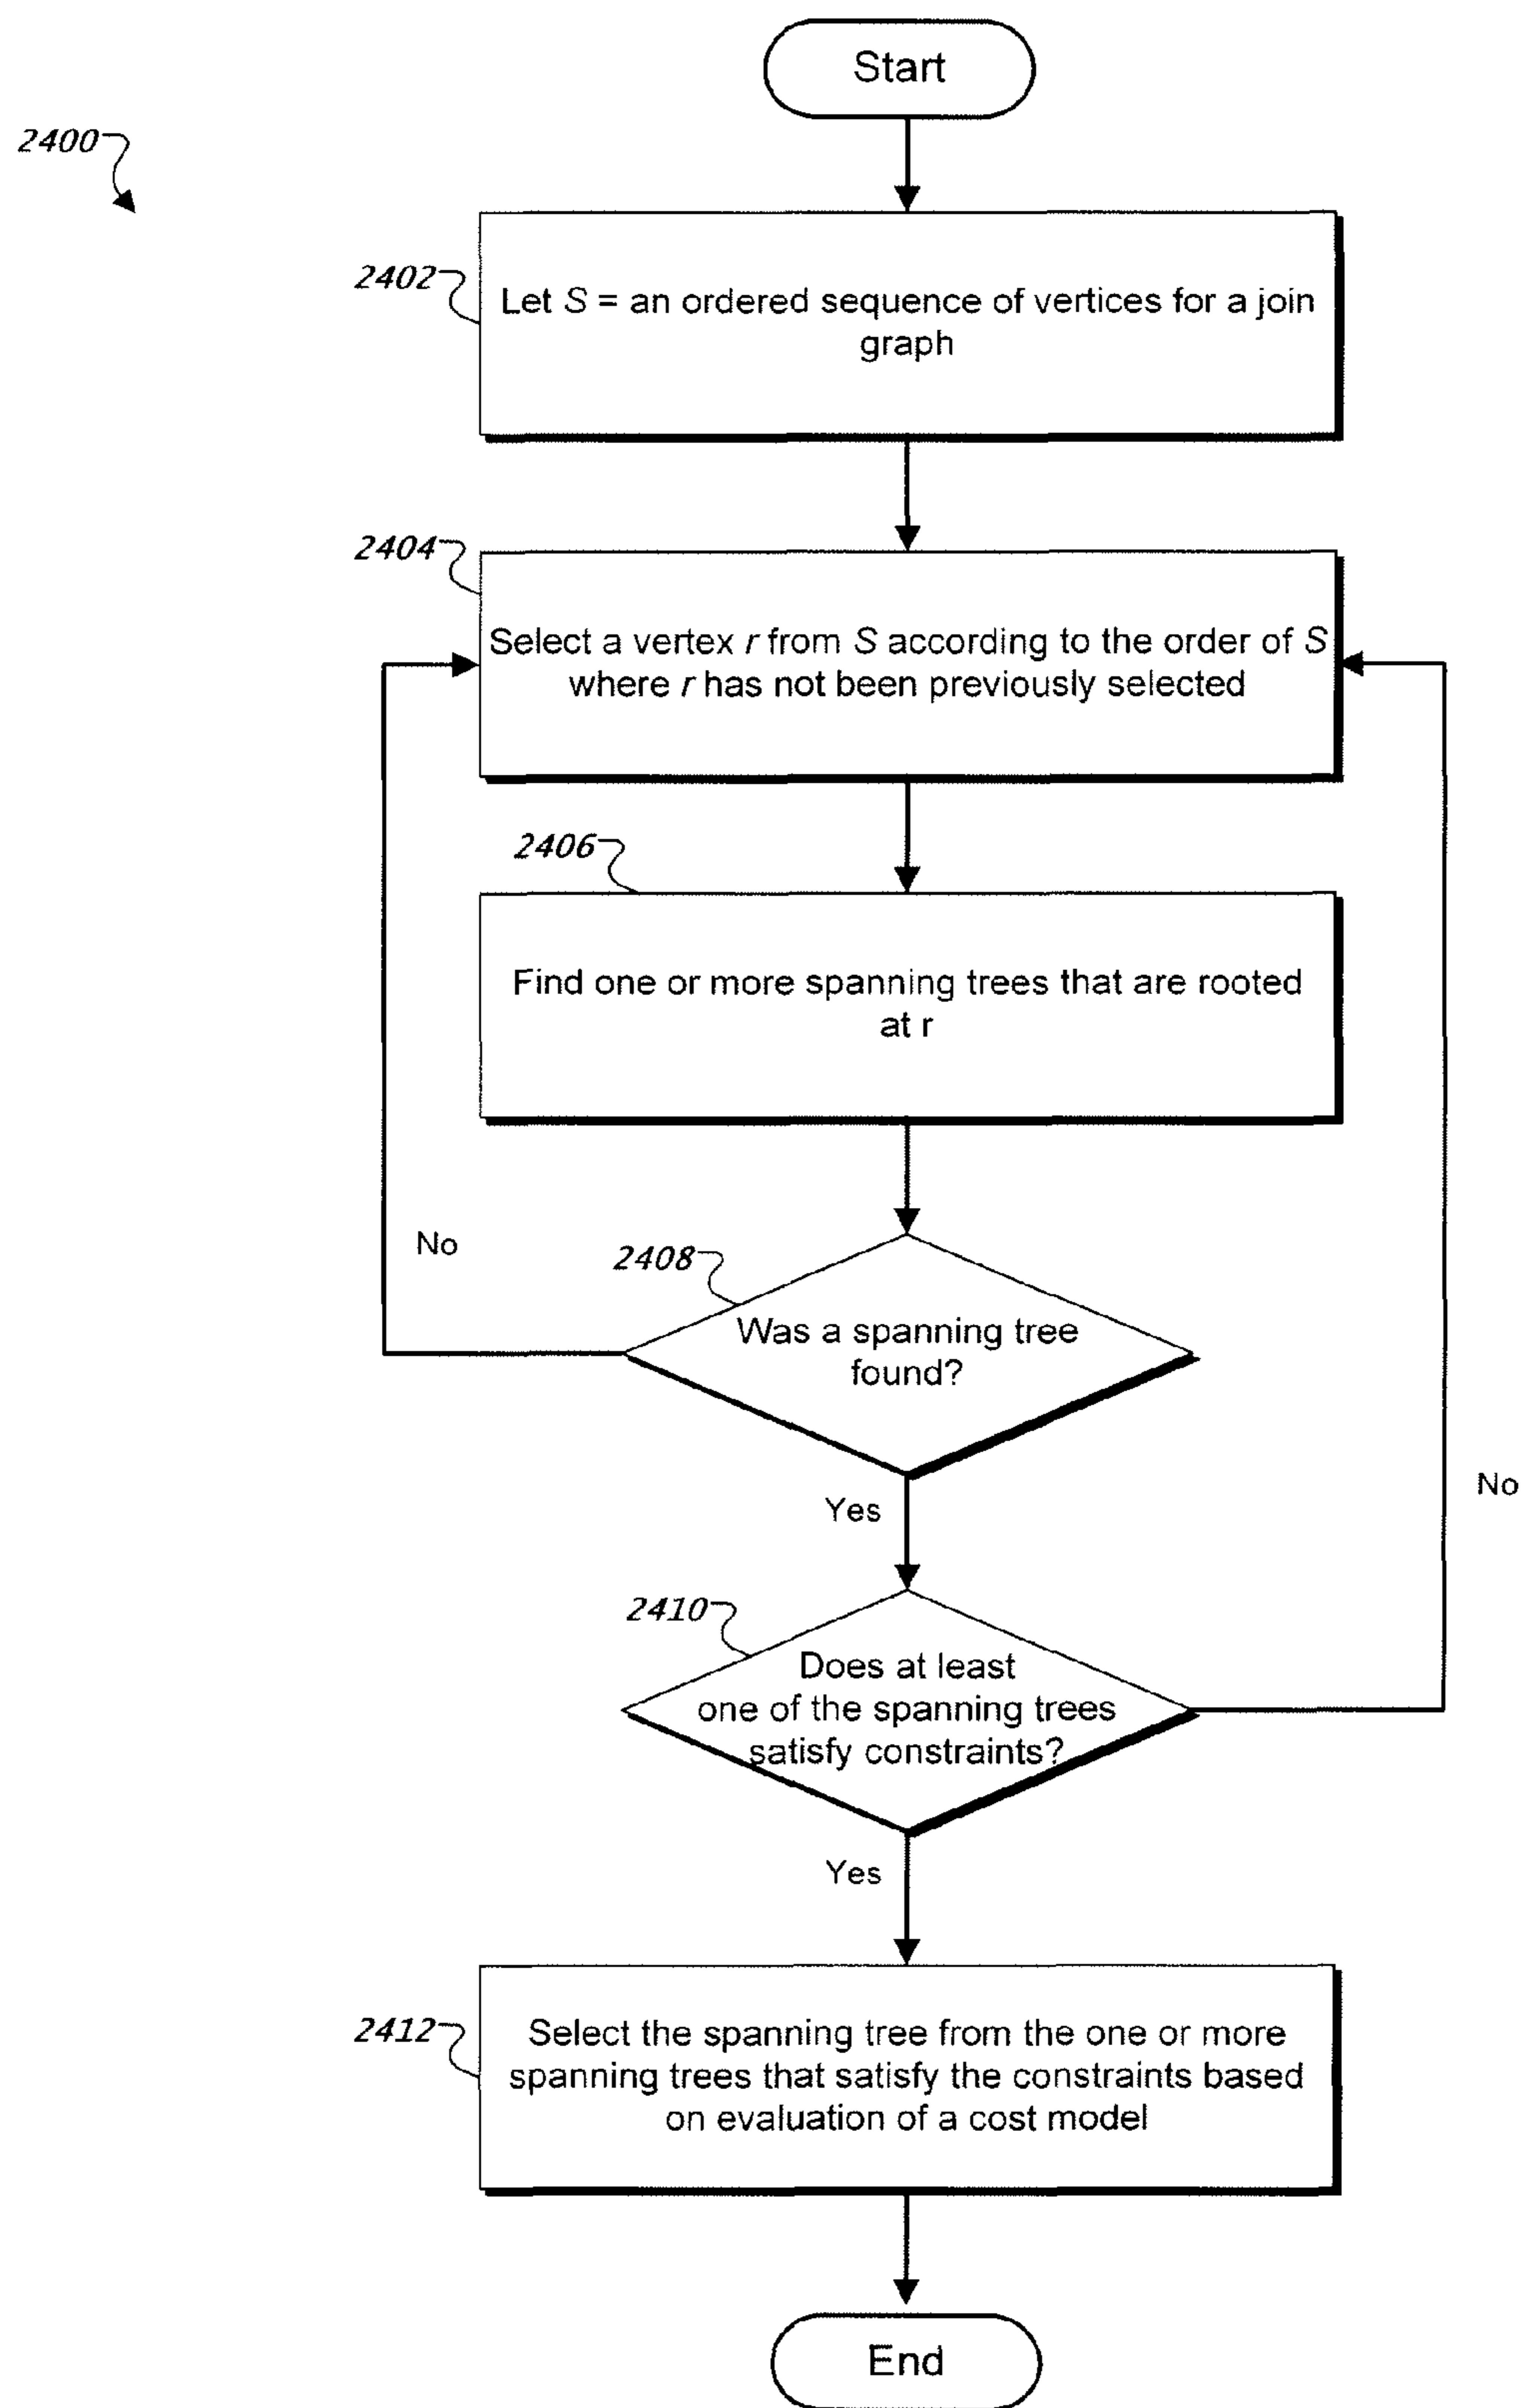 Start
2400
2402
Let S = an ordered sequence of vertices for a join
graph
2404
Select a vertex r from S according to the order of S
where r has not been previously selected
2406
Find one or more spanning trees that are rooted
at r
No
2408
Was a spanning tree
found?
Yes
No
2410
Does at least
one of the spanning trees
satisfy constraints?
Yes
2412
Select the spanning tree from the one or more
spanning trees that satisfy the constraints based
on evaluation of a cost model
End